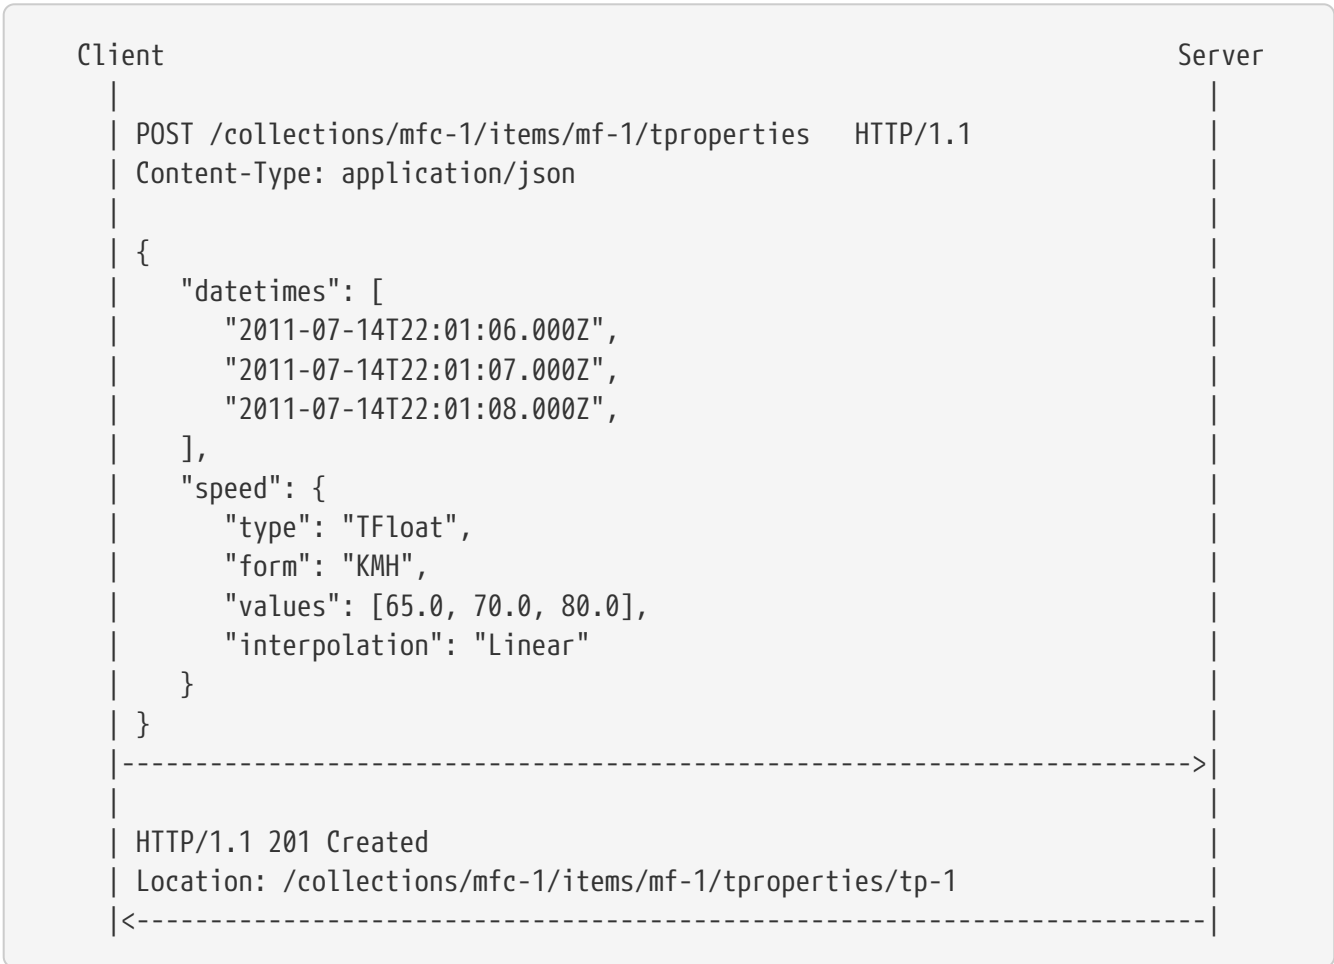 Client                                                                     Server
  |                                                                           |
  | POST /collections/mfc-1/items/mf-1/tproperties   HTTP/1.1                 |
  | Content-Type: application/json                                            |
  |                                                                           |
  | {                                                                         |
  |    "datetimes": [                                                         |
  |       "2011-07-14T22:01:06.000Z",                                         |
  |       "2011-07-14T22:01:07.000Z",                                         |
  |       "2011-07-14T22:01:08.000Z",                                         |
  |    ],                                                                     |
  |    "speed": {                                                             |
  |       "type": "TFloat",                                                   |
  |       "form": "KMH",                                                      |
  |       "values": [65.0, 70.0, 80.0],                                       |
  |       "interpolation": "Linear"                                           |
  |    }                                                                      |
  | }                                                                         |
  |-------------------------------------------------------------------------->|
  |                                                                           |
  | HTTP/1.1 201 Created                                                      |
  | Location: /collections/mfc-1/items/mf-1/tproperties/tp-1                  |
  |<--------------------------------------------------------------------------|